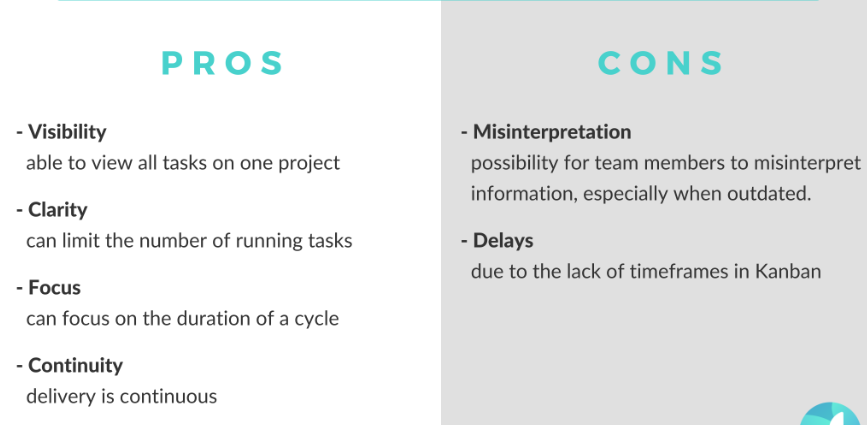 PROS
- Visibility
able to view all tasks on one project
- Clarity
can limit the number of running tasks
- Focus
can focus on the duration of a cycle
- Continuity
delivery is continuous
CONS
- Misinterpretation
possibility for team members to misinterpret
information, especially when outdated.
- Delays
due to the lack of timeframes in Kanban